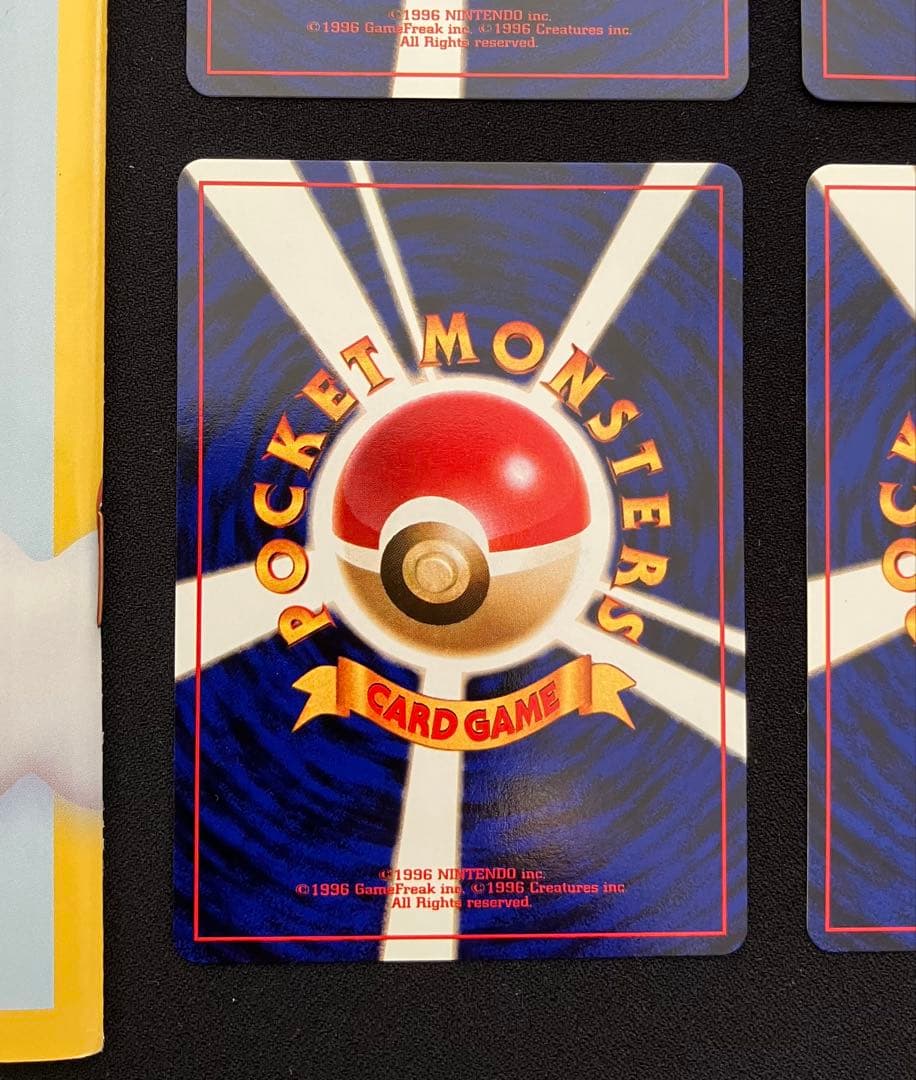 ©1996 NINTENDO inc.
©1996 GameFreak inc. ©1996 Creatures inc.
All Rights reserved.
POCKET MONSTERS
CARD GAME
©1996 NINTENDO inc.
©1996 GameFreak inc. ©1996 Creatures inc.
All Rights reserved.